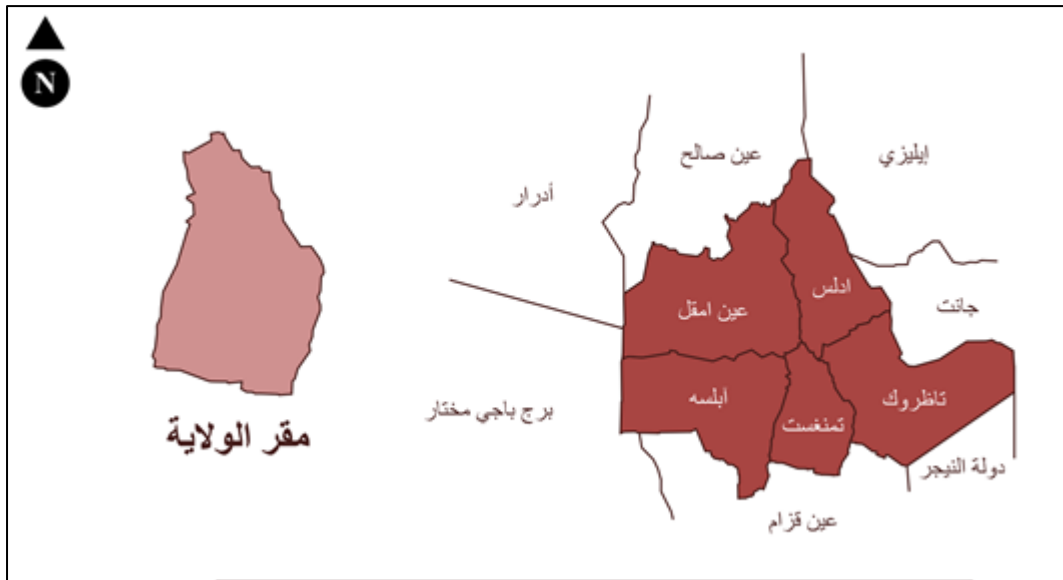 N
عين صالح
إيليزي
أدرار
ادلس
جانت
عين امقل
ابلسه
تاظروك
برج باجي مختار
تمنغست
مقر الولاية
دولة النيجر
عين قزام